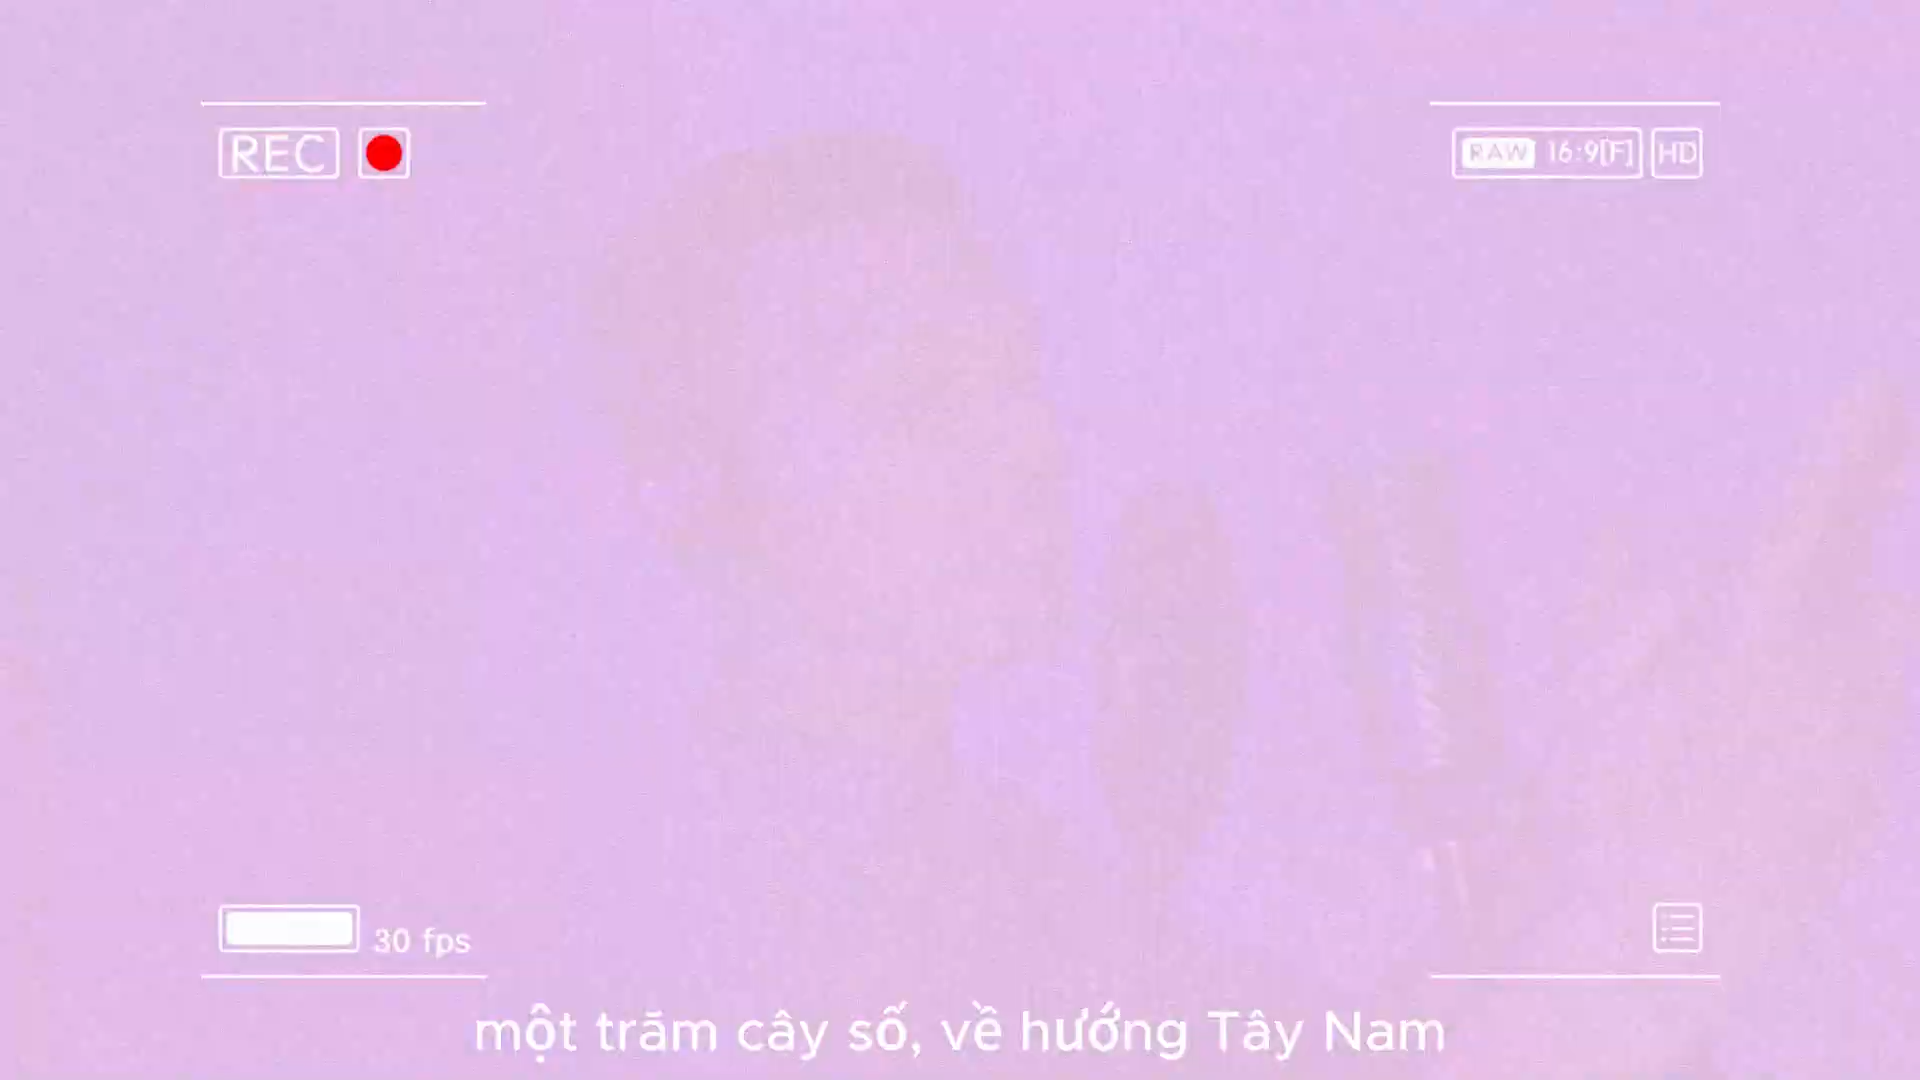 REC
RAW 16:9[F] HD
30 fps
một trăm cây số, về hướng Tây Nam